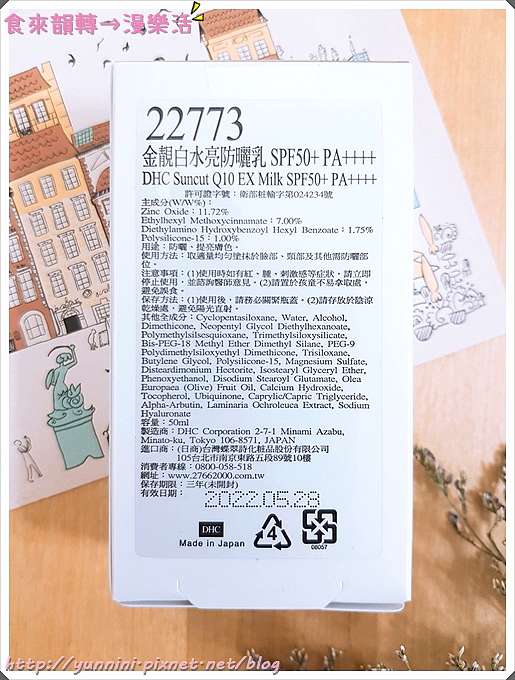 食來韻轉→漫樂活
22773
金靚白水亮防曬乳 SPF50+ PA++++
DHC Suncut Q10 EX Milk SPF50+ PA++++
許可證字號：衛部粧輸字第024234號
主成分(W/W%)：
Zinc Oxide：11.72%
Ethylhexyl Methoxycinnamate：7.00%
Diethylamino Hydroxybenzoyl Hexyl Benzoate：1.75%
Polysilicone-15：1.00%
用途：防曬、提亮膚色。
使用方法：取適量均勻塗抹於臉部、頸部及其他需防曬部
位。
注意事項：(1)使用時如有紅、腫、刺激感等症狀，請立即
停止使用，並諮詢醫師意見。(2)請置於孩童不易拿取處，
避免誤食。
保存方法：(1)使用後，請務必關緊瓶蓋。(2)請存放於陰涼
乾燥處，避免陽光直射。
其他全成分：Cyclopentasiloxane, Water, Alcohol,
Dimethicone, Neopentyl Glycol Diethylhexanoate,
Polymethylsilsesquioxane, Trimethylsiloxysilicate,
Bis-PEG-18 Methyl Ether Dimethyl Silane, PEG-9
Polydimethylsiloxyethyl Dimethicone, Trisiloxane,
Butylene Glycol, Polysilicone-15, Magnesium Sulfate,
Disteardimonium Hectorite, Isostearyl Glyceryl Ether,
Phenoxyethanol, Disodium Stearoyl Glutamate, Olea
Europaea (Olive) Fruit Oil, Calcium Hydroxide,
Tocopherol, Ubiquinone, Caprylic/Capric Triglyceride,
Alpha-Arbutin, Laminaria Ochroleuca Extract, Sodium
Hyaluronate
容量：50ml
製造商：DHC Corporation 2-7-1 Minami Azabu,
Minato-ku, Tokyo 106-8571, JAPAN
進口商：(日商)台灣蝶翠詩化粧品股份有限公司
105台北市南京東路五段89號10樓
消費者專線：0800-058-518
網址：www.27662000.com.tw
保存期限：三年(未開封)
有效日期：2022.05.28
DHC
Made in Japan
4
08057
http://yunnini.pixnet.net/blog